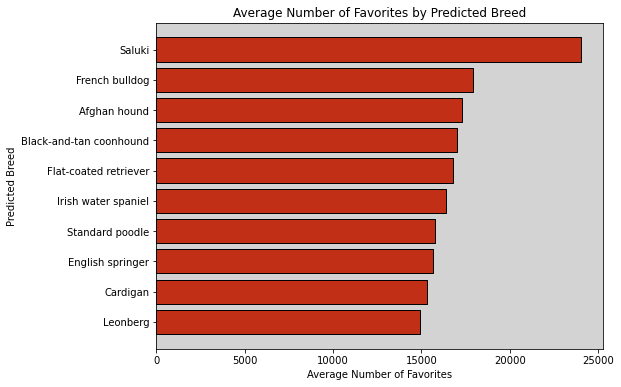 Average Number of Favorites by Predicted Breed
Predicted Breed
Saluki
French bulldog
Afghan hound
Black-and-tan coonhound
Flat-coated retriever
Irish water spaniel
Standard poodle
English springer
Cardigan
Leonberg
0 5000 10000 15000 20000 25000
Average Number of Favorites